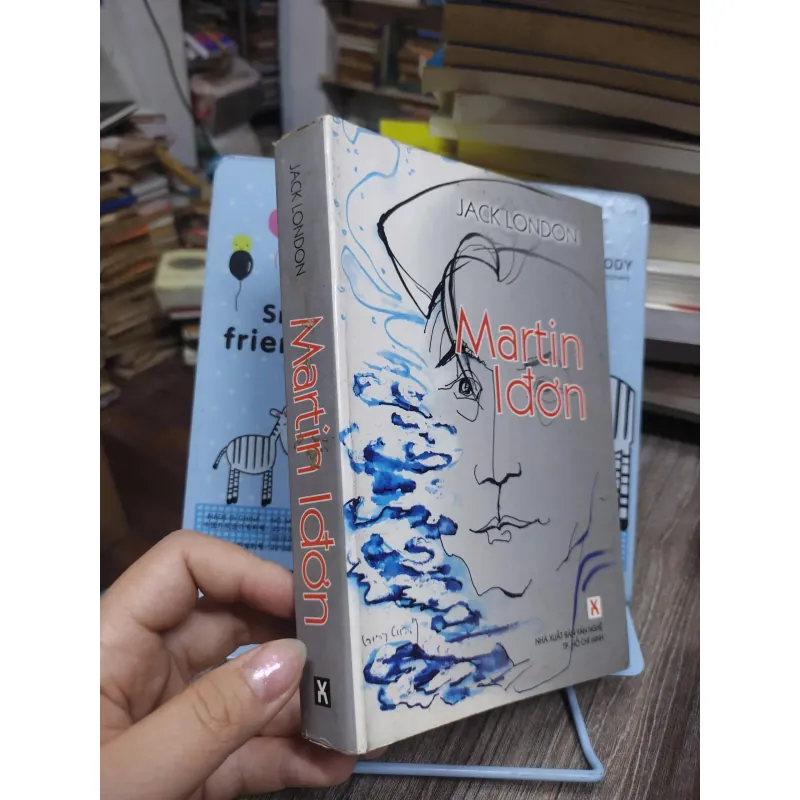 JACK LONDON
Martin Iđơn
JACK LONDON
Martin
Iđơn
NHÀ XUẤT BẢN VĂN NGHỆ
TP. HỒ CHÍ MINH